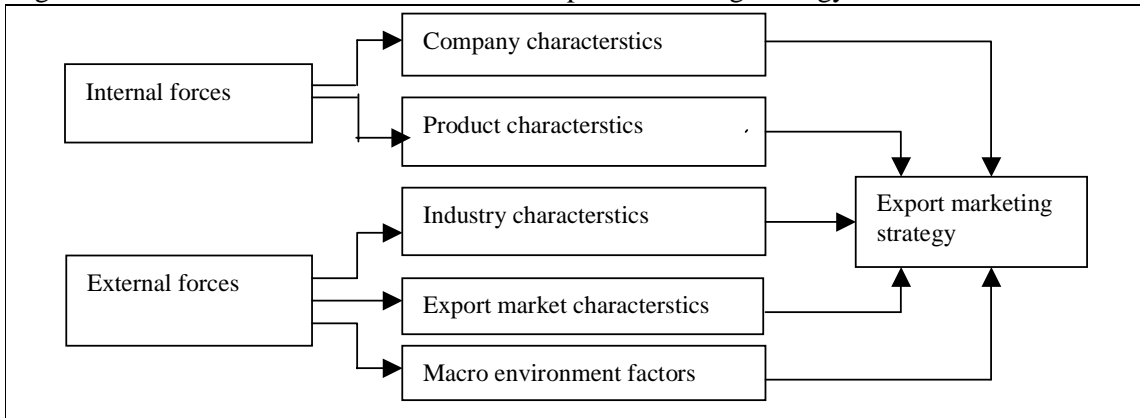 Company characterstics
Internal forces
Product characterstics
Industry characterstics
Export marketing
strategy
External forces
Export market characterstics
Macro environment factors